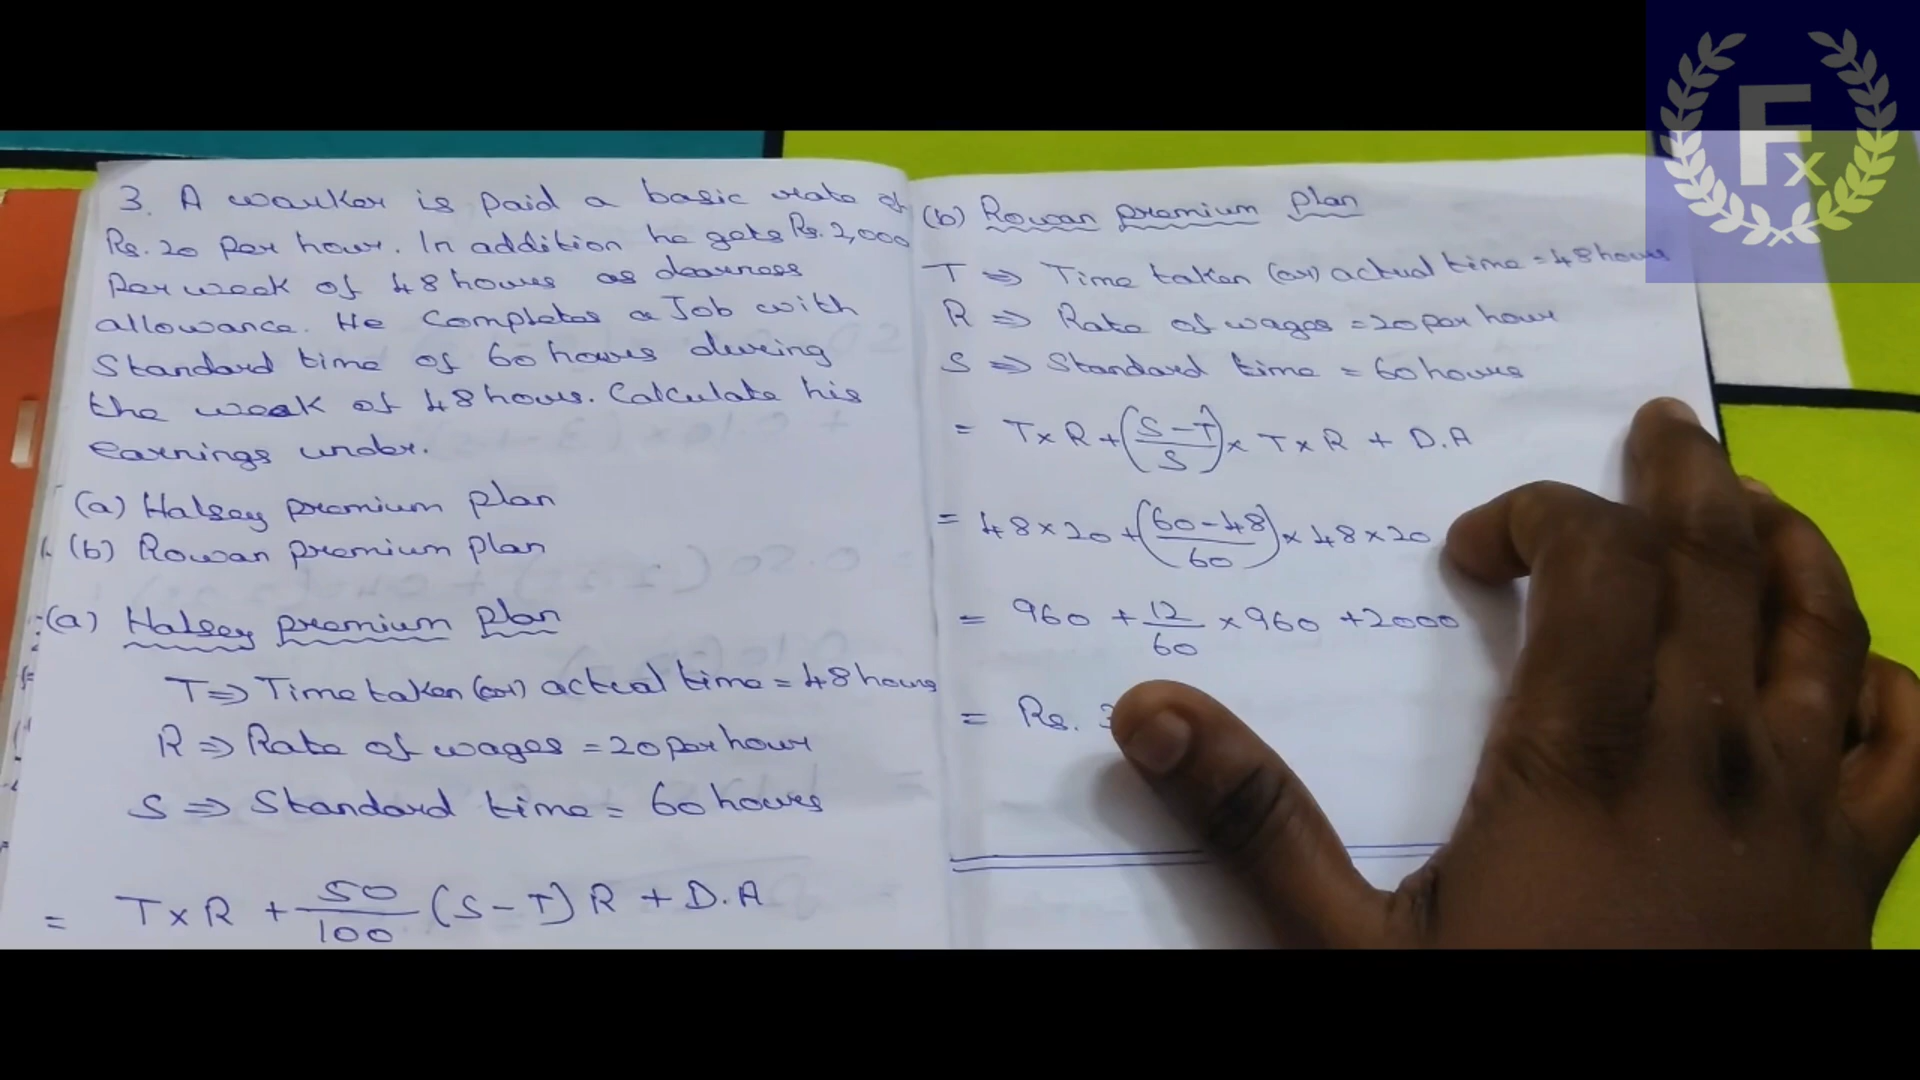 3. A worker is paid a basic rate of
Rs. 20 per hour. In addition he gets Rs. 2,000
Per week of 48 hours as dearness
allowance. He completes a Job with
Standard time of 60 hours during
the week of 48 hours. Calculate his
earnings under.
(a) Halsey premium plan
(b) Rowan premium plan
(a) Halsey premium plan
T ⇒ Time taken (or) actual time = 48 hours
R ⇒ Rate of wages = 20 per hour
S ⇒ Standard time = 60 hours
= T × R + 50/100 (S - T) R + D.A
(b) Rowan premium plan
T ⇒ Time taken (or) actual time = 48 hours
R ⇒ Rate of wages = 20 per hour
S ⇒ Standard time = 60 hours
= T × R + (S - T / S) × T × R + D.A
= 48 × 20 + (60 - 48 / 60) × 48 × 20
= 960 + 12/60 × 960 + 2000
= Rs. 3
Fx